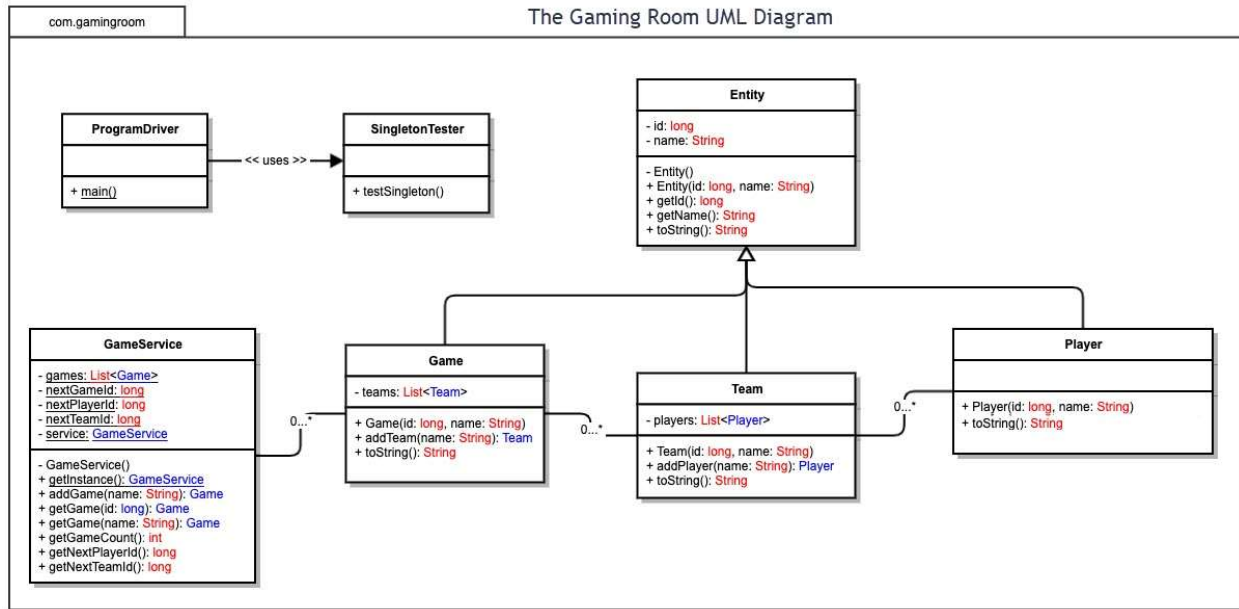 com.gamingroom
The Gaming Room UML Diagram
ProgramDriver
+ main()
<< uses >>
SingletonTester
+ testSingleton()
Entity
- id: long
- name: String
- Entity()
+ Entity(id: long, name: String)
+ getId(): long
+ getName(): String
+ toString(): String
GameService
- games: List<Game>
- nextGameId: long
- nextPlayerId: long
- nextTeamId: long
- service: GameService
- GameService()
+ getInstance(): GameService
+ addGame(name: String): Game
+ getGame(id: long): Game
+ getGame(name: String): Game
+ getGameCount(): int
+ getNextPlayerId(): long
+ getNextTeamId(): long
0...*
Game
- teams: List<Team>
+ Game(id: long, name: String)
+ addTeam(name: String): Team
+ toString(): String
0...*
Team
- players: List<Player>
+ Team(id: long, name: String)
+ addPlayer(name: String): Player
+ toString(): String
0...*
Player
+ Player(id: long, name: String)
+ toString(): String